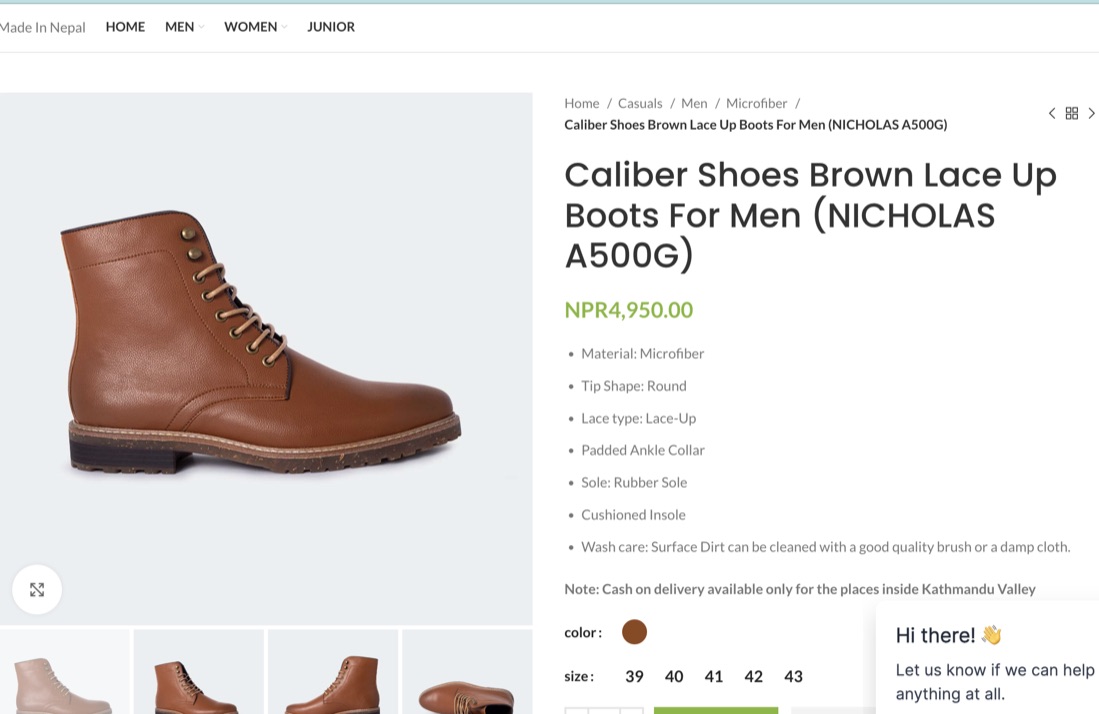 Made In Nepal HOME MEN WOMEN JUNIOR
Home / Casuals / Men / Microfiber /
Caliber Shoes Brown Lace Up Boots For Men (NICHOLAS A500G)
Caliber Shoes Brown Lace Up
Boots For Men (NICHOLAS
A500G)
NPR4,950.00
• Material: Microfiber
• Tip Shape: Round
• Lace type: Lace-Up
• Padded Ankle Collar
• Sole: Rubber Sole
• Cushioned Insole
• Wash care: Surface Dirt can be cleaned with a good quality brush or a damp cloth.
Note: Cash on delivery available only for the places inside Kathmandu Valley
color :
size : 39 40 41 42 43
Hi there! 👋
Let us know if we can help
anything at all.